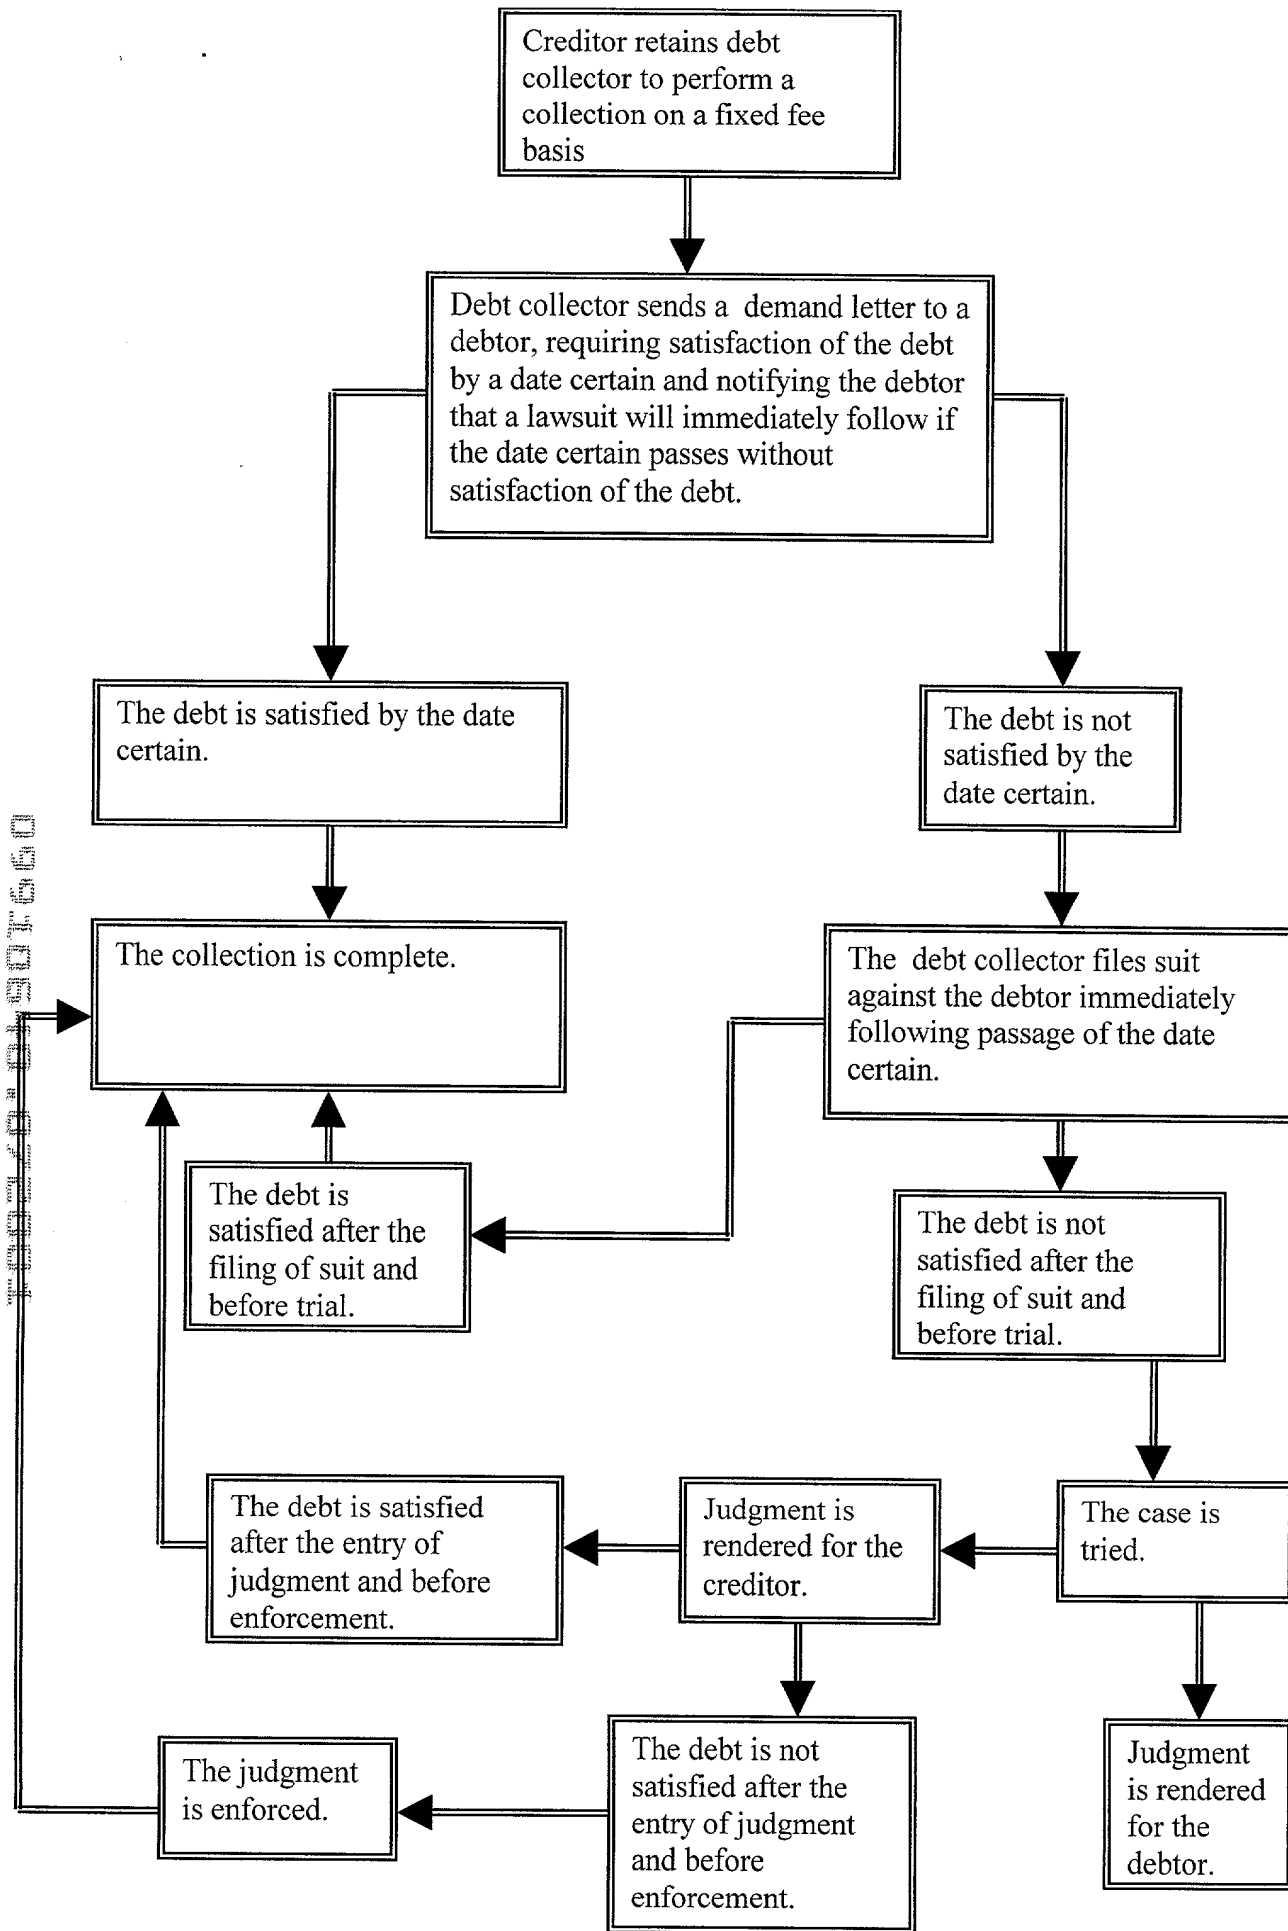 Creditor retains debt
collector to perform a
collection on a fixed fee
basis
Debt collector sends a demand letter to a
debtor, requiring satisfaction of the debt
by a date certain and notifying the debtor
that a lawsuit will immediately follow if
the date certain passes without
satisfaction of the debt.
The debt is satisfied by the date
certain.
The debt is not
satisfied by the
date certain.
The collection is complete.
The debt collector files suit
against the debtor immediately
following passage of the date
certain.
The debt is
satisfied after the
filing of suit and
before trial.
The debt is not
satisfied after the
filing of suit and
before trial.
The debt is satisfied
after the entry of
judgment and before
enforcement.
Judgment is
rendered for the
creditor.
The case is
tried.
The judgment
is enforced.
The debt is not
satisfied after the
entry of judgment
and before
enforcement.
Judgment
is rendered
for the
debtor.